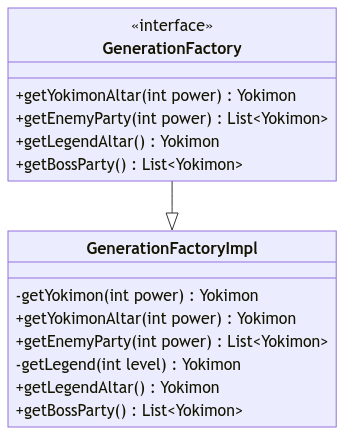 «interface»
GenerationFactory
+getYokimonAltar(int power) : Yokimon
+getEnemyParty(int power) : List<Yokimon>
+getLegendAltar() : Yokimon
+getBossParty() : List<Yokimon>
GenerationFactoryImpl
-getYokimon(int power) : Yokimon
+getYokimonAltar(int power) : Yokimon
+getEnemyParty(int power) : List<Yokimon>
-getLegend(int level) : Yokimon
+getLegendAltar() : Yokimon
+getBossParty() : List<Yokimon>